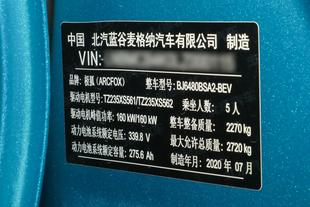 中国 北汽蓝谷麦格纳汽车有限公司 制造
VIN:
品牌: 极狐(ARCFOX) 整车型号: BJ6480BSA2-BEV
驱动电机型号: TZ235XS561/TZ235XS562 乘坐人数: 5 人
驱动电机峰值功率: 160 kW/160 kW 整车整备质量: 2270 kg
动力电池系统额定电压: 339.8 V 最大允许总质量: 2720 kg
动力电池系统额定容量: 275.6 Ah 制造年月: 2020 年 07 月